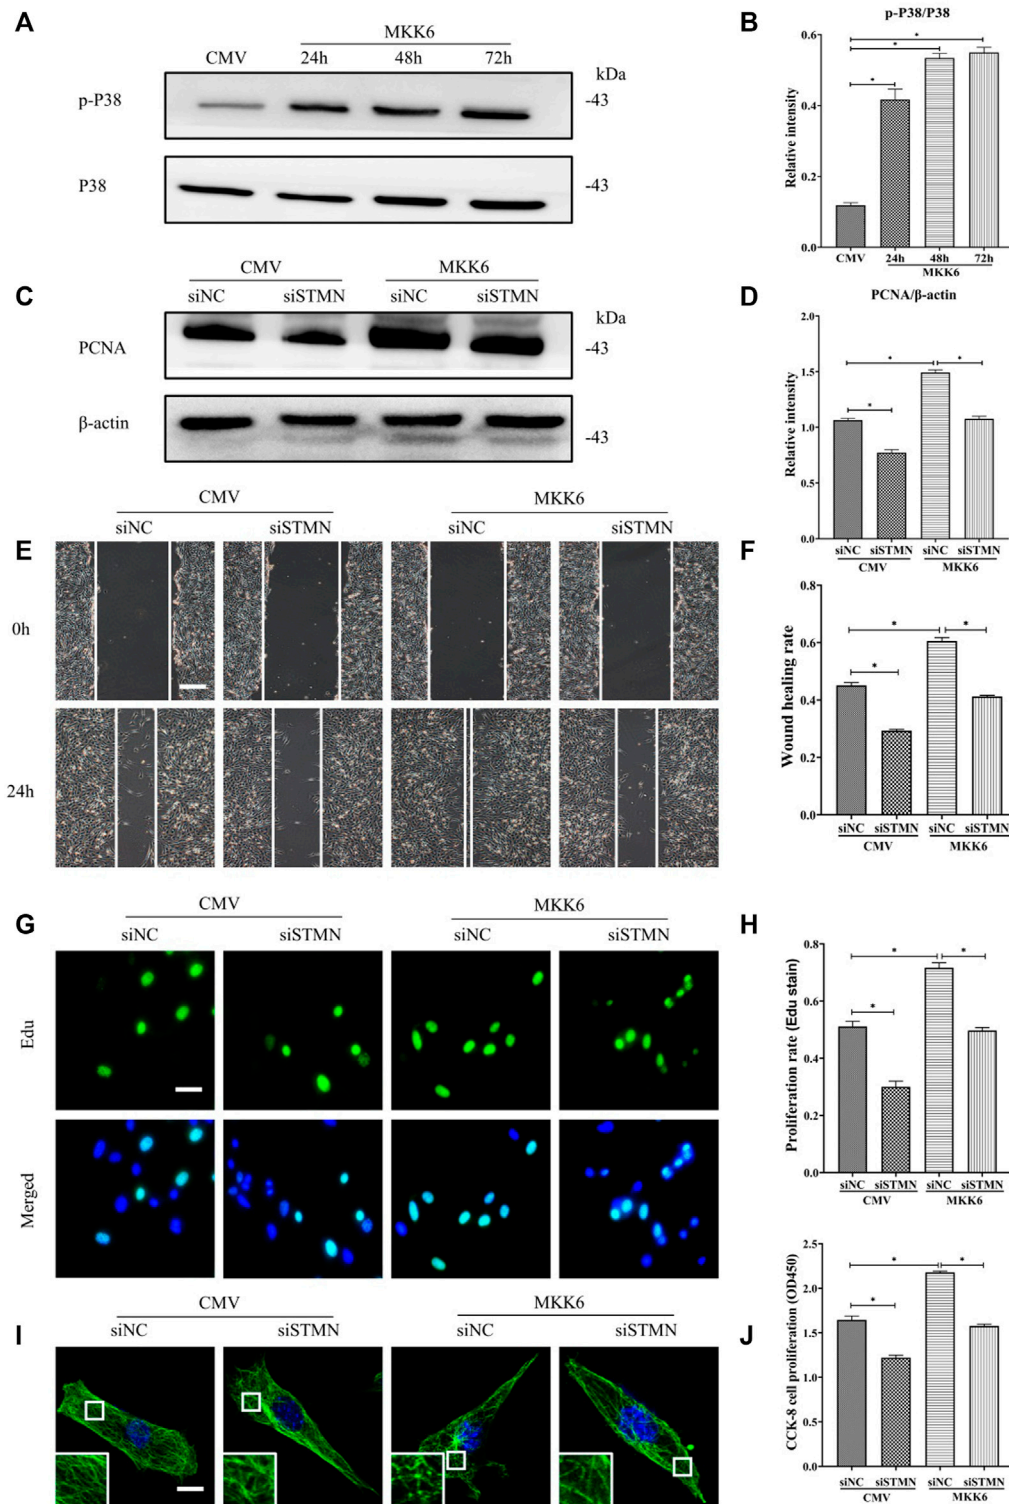 A
MKK6
CMV 24h 48h 72h
kDa
p-P38 -43
P38 -43
B
p-P38/P38
Relative intensity
0.6
0.4
0.2
0.0
* * *
CMV 24h 48h 72h
MKK6
C
CMV MKK6
siNC siSTMN siNC siSTMN
kDa
PCNA -43
β-actin -43
D
PCNA/β-actin
Relative intensity
2.0
1.5
1.0
0.5
0.0
* * *
siNC siSTMN siNC siSTMN
CMV MKK6
E
CMV MKK6
siNC siSTMN siNC siSTMN
0h
24h
F
Wound healing rate
0.8
0.6
0.4
0.2
0.0
* * *
siNC siSTMN siNC siSTMN
CMV MKK6
G
CMV MKK6
siNC siSTMN siNC siSTMN
Edu
Merged
H
Proliferation rate (Edu stain)
0.8
0.6
0.4
0.2
0.0
* * *
siNC siSTMN siNC siSTMN
CMV MKK6
I
CMV MKK6
siNC siSTMN siNC siSTMN
J
CCK-8 cell proliferation (OD450)
2.5
2.0
1.5
1.0
0.5
0.0
* * *
siNC siSTMN siNC siSTMN
CMV MKK6